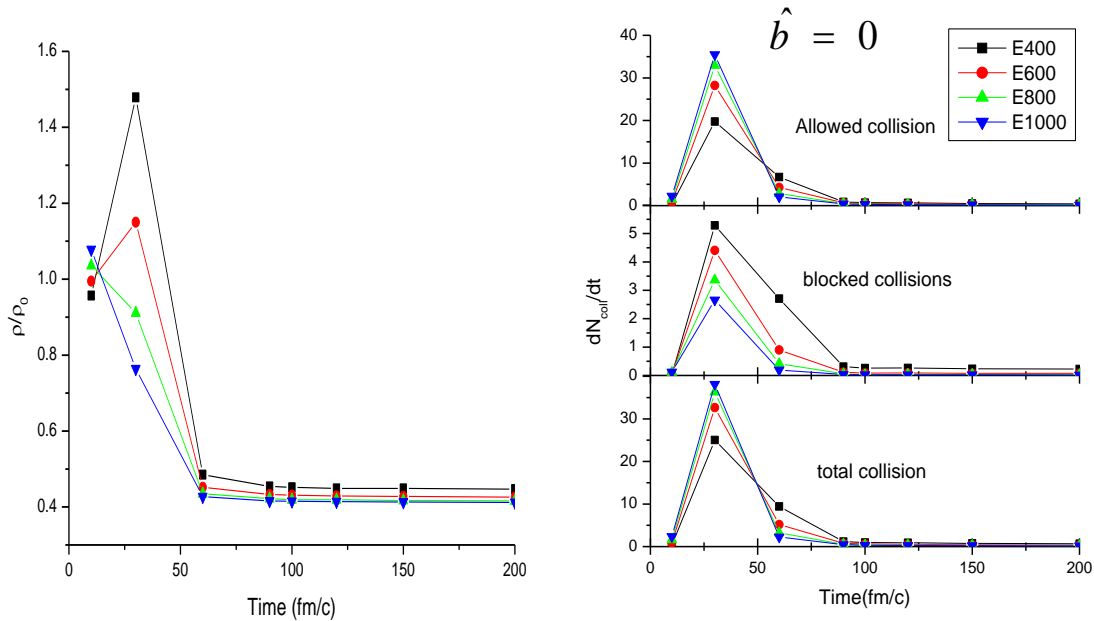 1.6
1.4
1.2
1.0
0.8
0.6
0.4
ρ/ρ₀
0
50
100
150
200
Time (fm/c)
b̂ = 0
E400
E600
E800
E1000
40
30
20
10
0
Allowed collision
5
4
3
2
1
0
blocked collisions
dN_coll/dt
30
20
10
0
total collision
0
50
100
150
200
Time(fm/c)